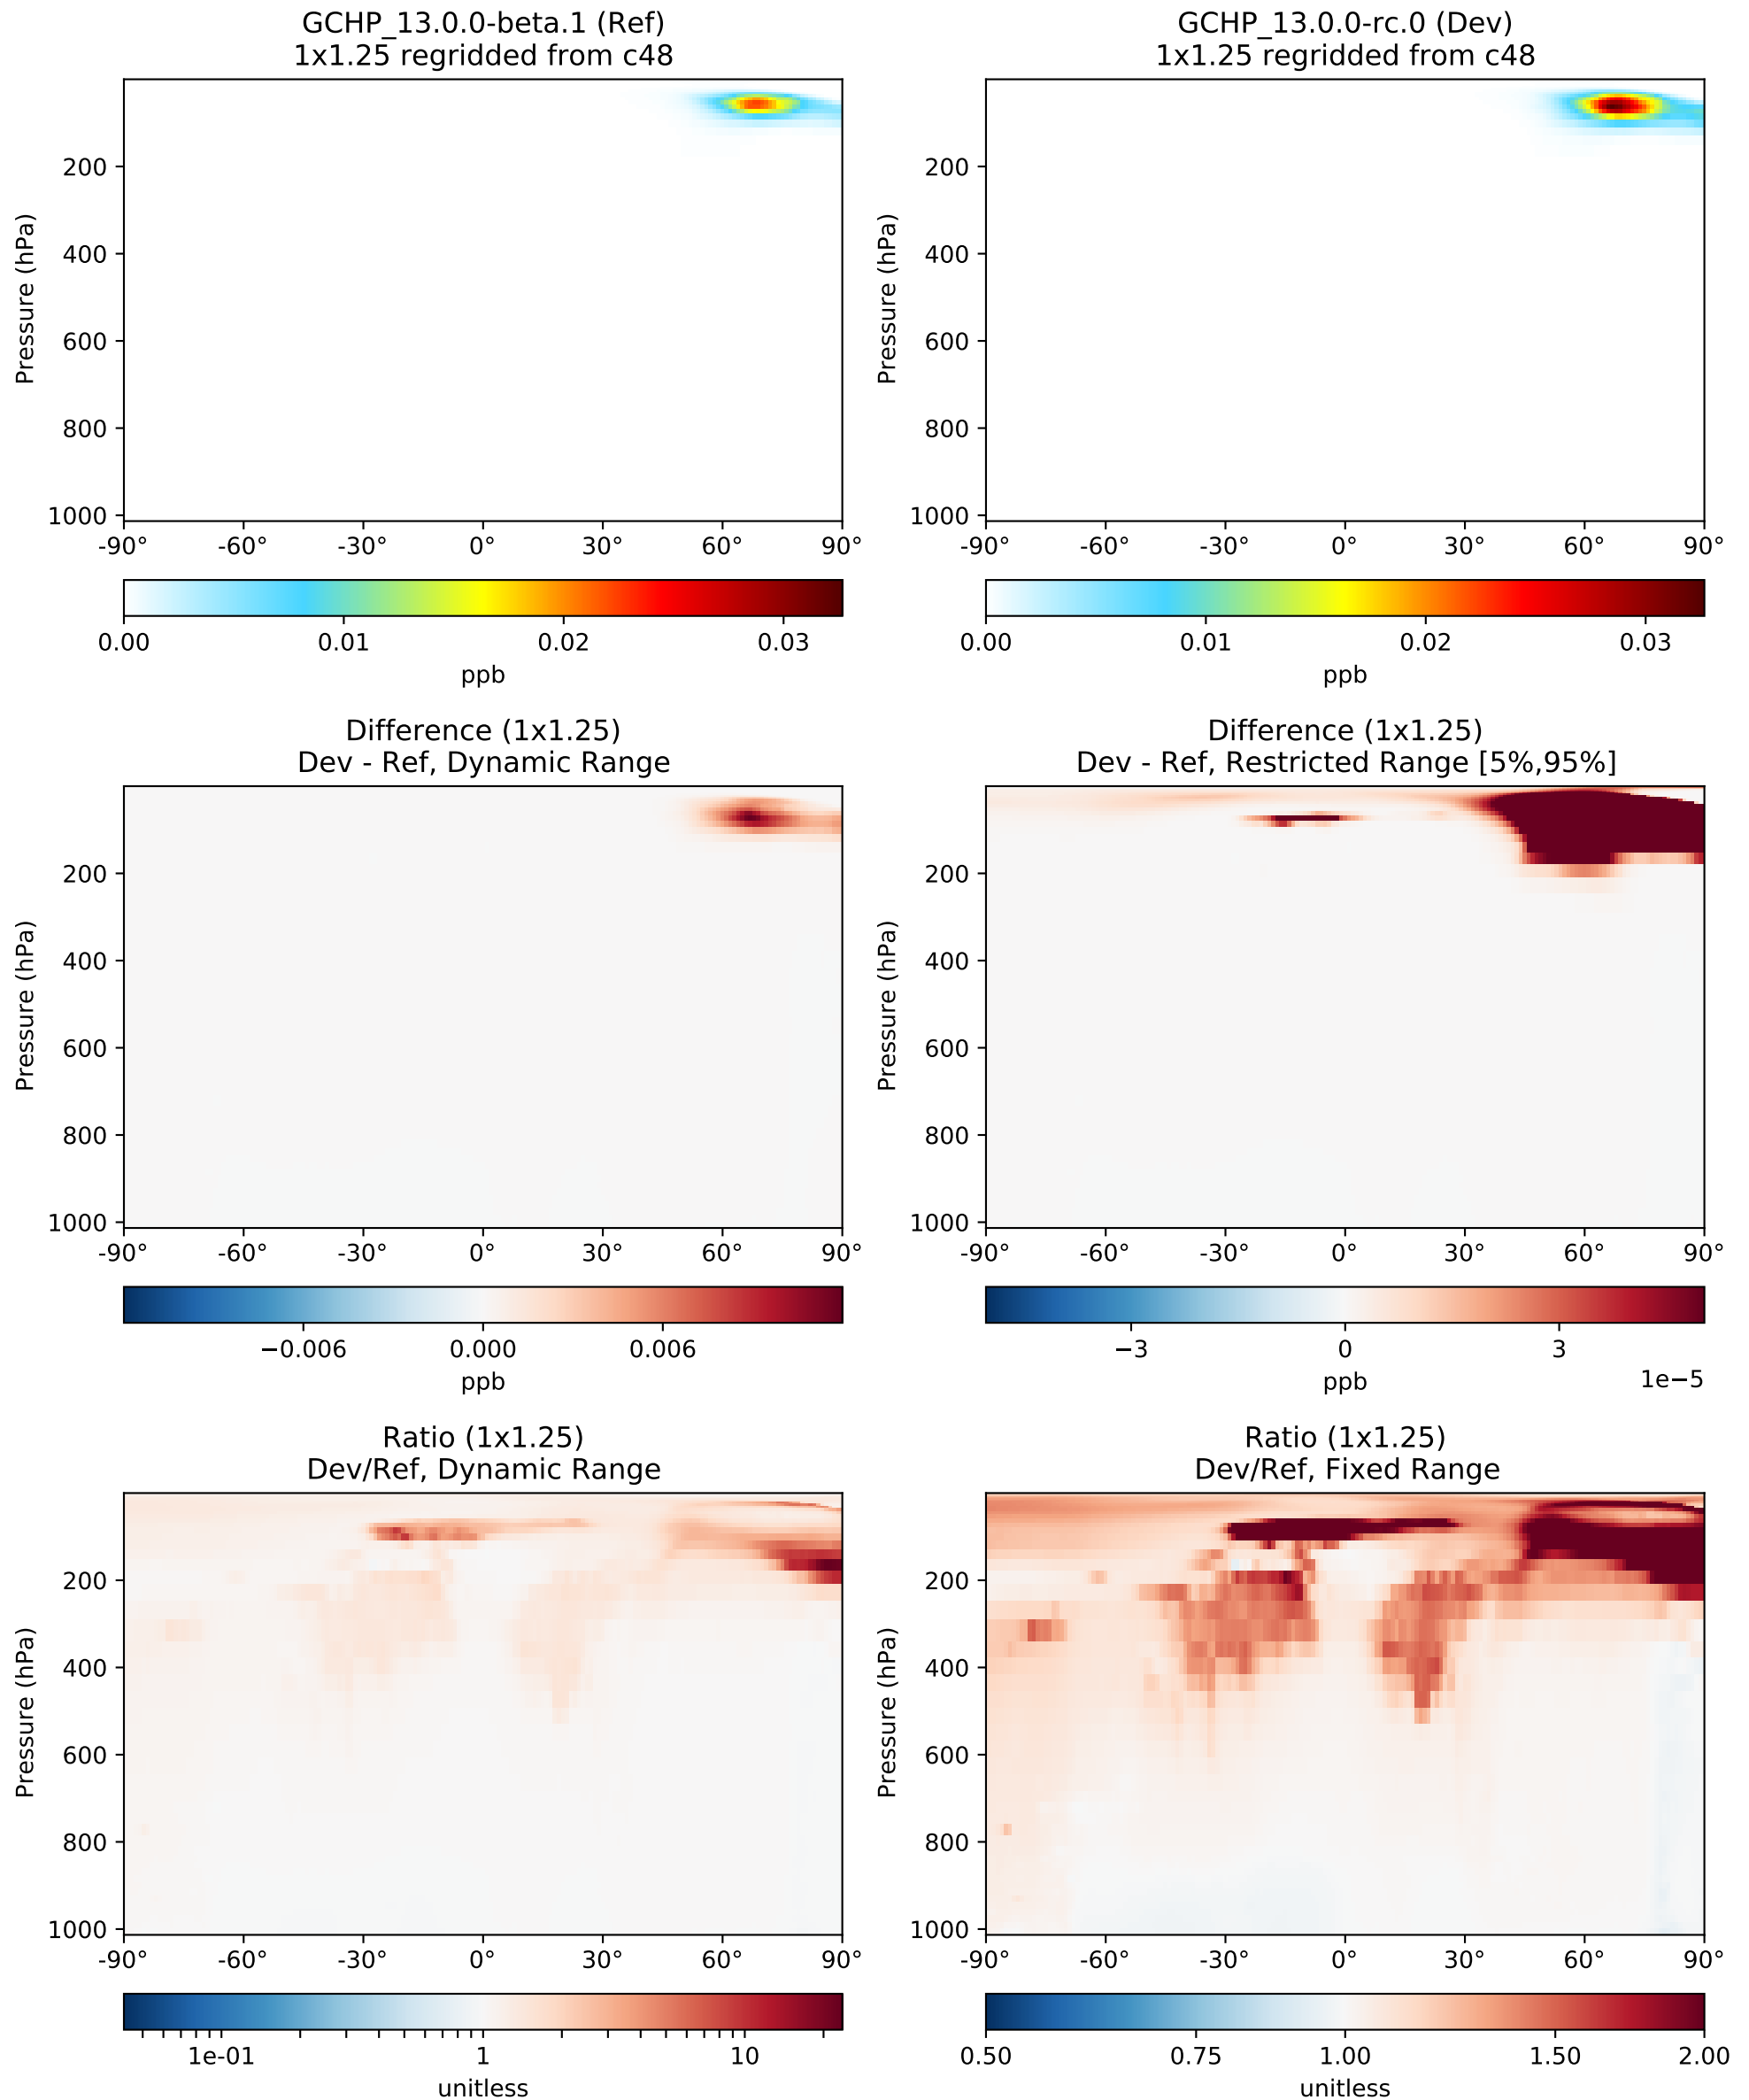 GCHP_13.0.0-beta.1 (Ref)
1x1.25 regridded from c48
Pressure (hPa)
200
400
600
800
1000
-90° -60° -30° 0° 30° 60° 90°
0.00 0.01 0.02 0.03
ppb
GCHP_13.0.0-rc.0 (Dev)
1x1.25 regridded from c48
Pressure (hPa)
200
400
600
800
1000
-90° -60° -30° 0° 30° 60° 90°
0.00 0.01 0.02 0.03
ppb
Difference (1x1.25)
Dev - Ref, Dynamic Range
Pressure (hPa)
200
400
600
800
1000
-90° -60° -30° 0° 30° 60° 90°
−0.006 0.000 0.006
ppb
Difference (1x1.25)
Dev - Ref, Restricted Range [5%,95%]
Pressure (hPa)
200
400
600
800
1000
-90° -60° -30° 0° 30° 60° 90°
−3 0 3
ppb
1e−5
Ratio (1x1.25)
Dev/Ref, Dynamic Range
Pressure (hPa)
200
400
600
800
1000
-90° -60° -30° 0° 30° 60° 90°
1e-01 1 10
unitless
Ratio (1x1.25)
Dev/Ref, Fixed Range
Pressure (hPa)
200
400
600
800
1000
-90° -60° -30° 0° 30° 60° 90°
0.50 0.75 1.00 1.50 2.00
unitless